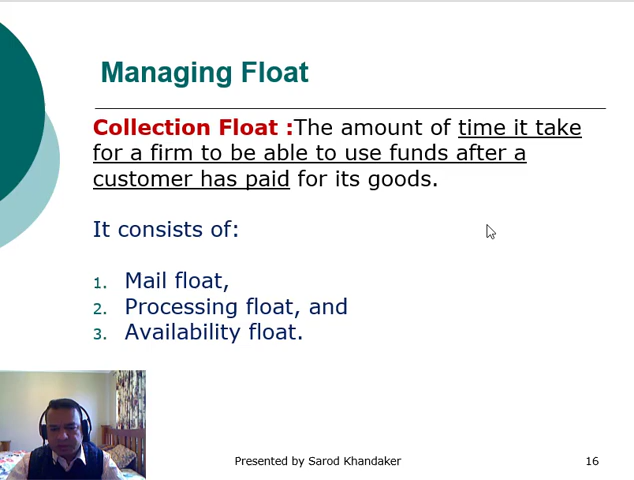 Managing Float
Collection Float :The amount of time it take
for a firm to be able to use funds after a
customer has paid for its goods.
It consists of:
1. Mail float,
2. Processing float, and
3. Availability float.
Presented by Sarod Khandaker
16